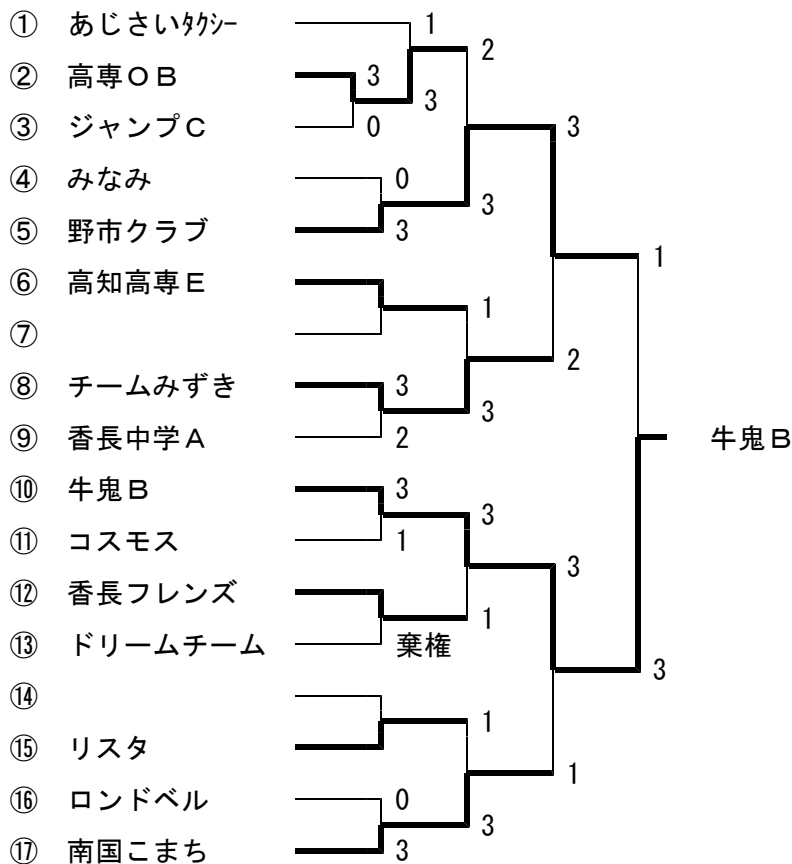 ① あじさいﾀｸｼｰ 1
2
② 高専ＯＢ 3
3
③ ジャンプＣ 0 3
④ みなみ 0
3
⑤ 野市クラブ 3
1
⑥ 高知高専Ｅ
1
⑦
2
⑧ チームみずき 3
3
⑨ 香長中学Ａ 2
牛鬼Ｂ
⑩ 牛鬼Ｂ 3
3
⑪ コスモス 1
3
⑫ 香長フレンズ
1
⑬ ドリームチーム 棄権
3
⑭
1
⑮ リスタ
1
⑯ ロンドベル 0
3
⑰ 南国こまち 3